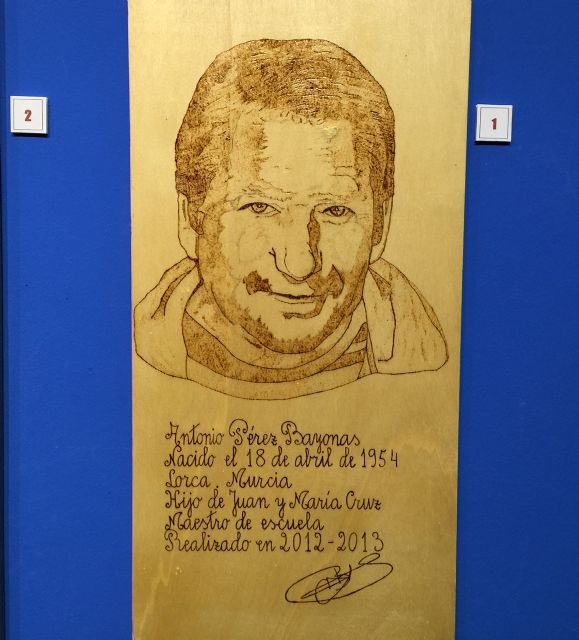 2
1
Antonio Pérez Bayonas
Nacido el 18 de abril de 1954
Lorca. Murcia
Hijo de Juan y María Cruz
Maestro de escuela
Realizado en 2012-2013